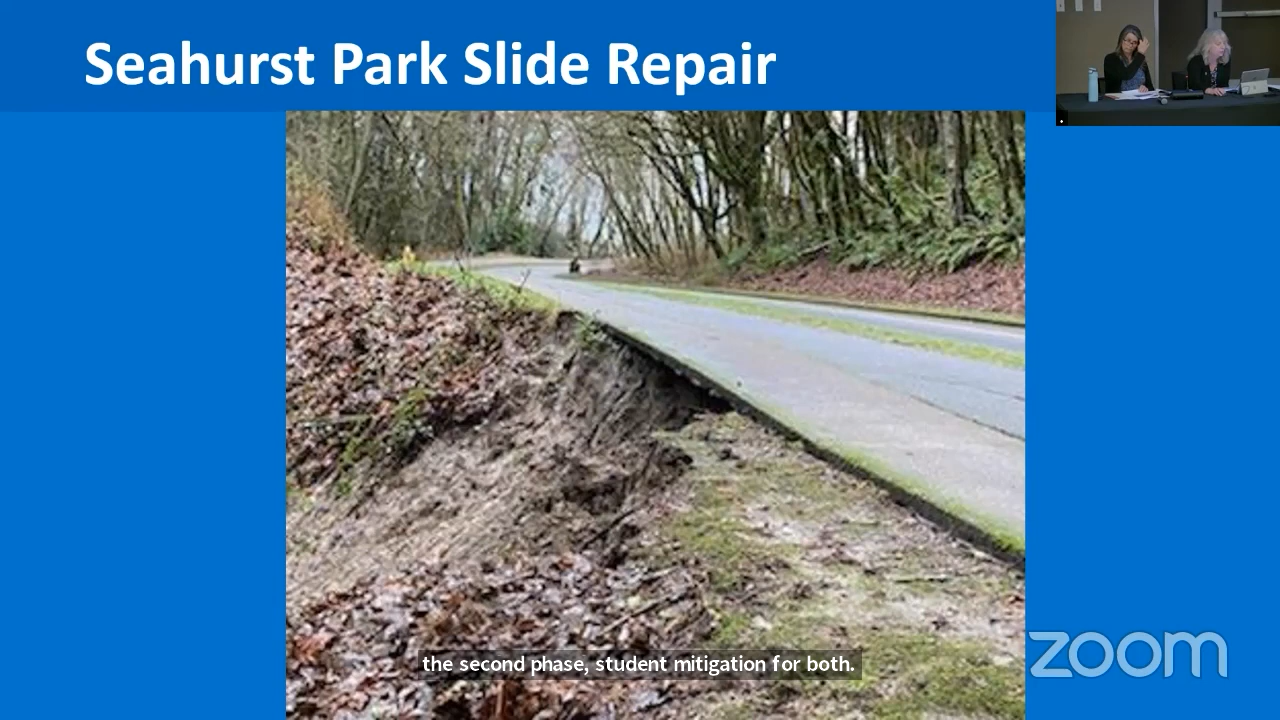 Seahurst Park Slide Repair
the second phase, student mitigation for both.
zoom